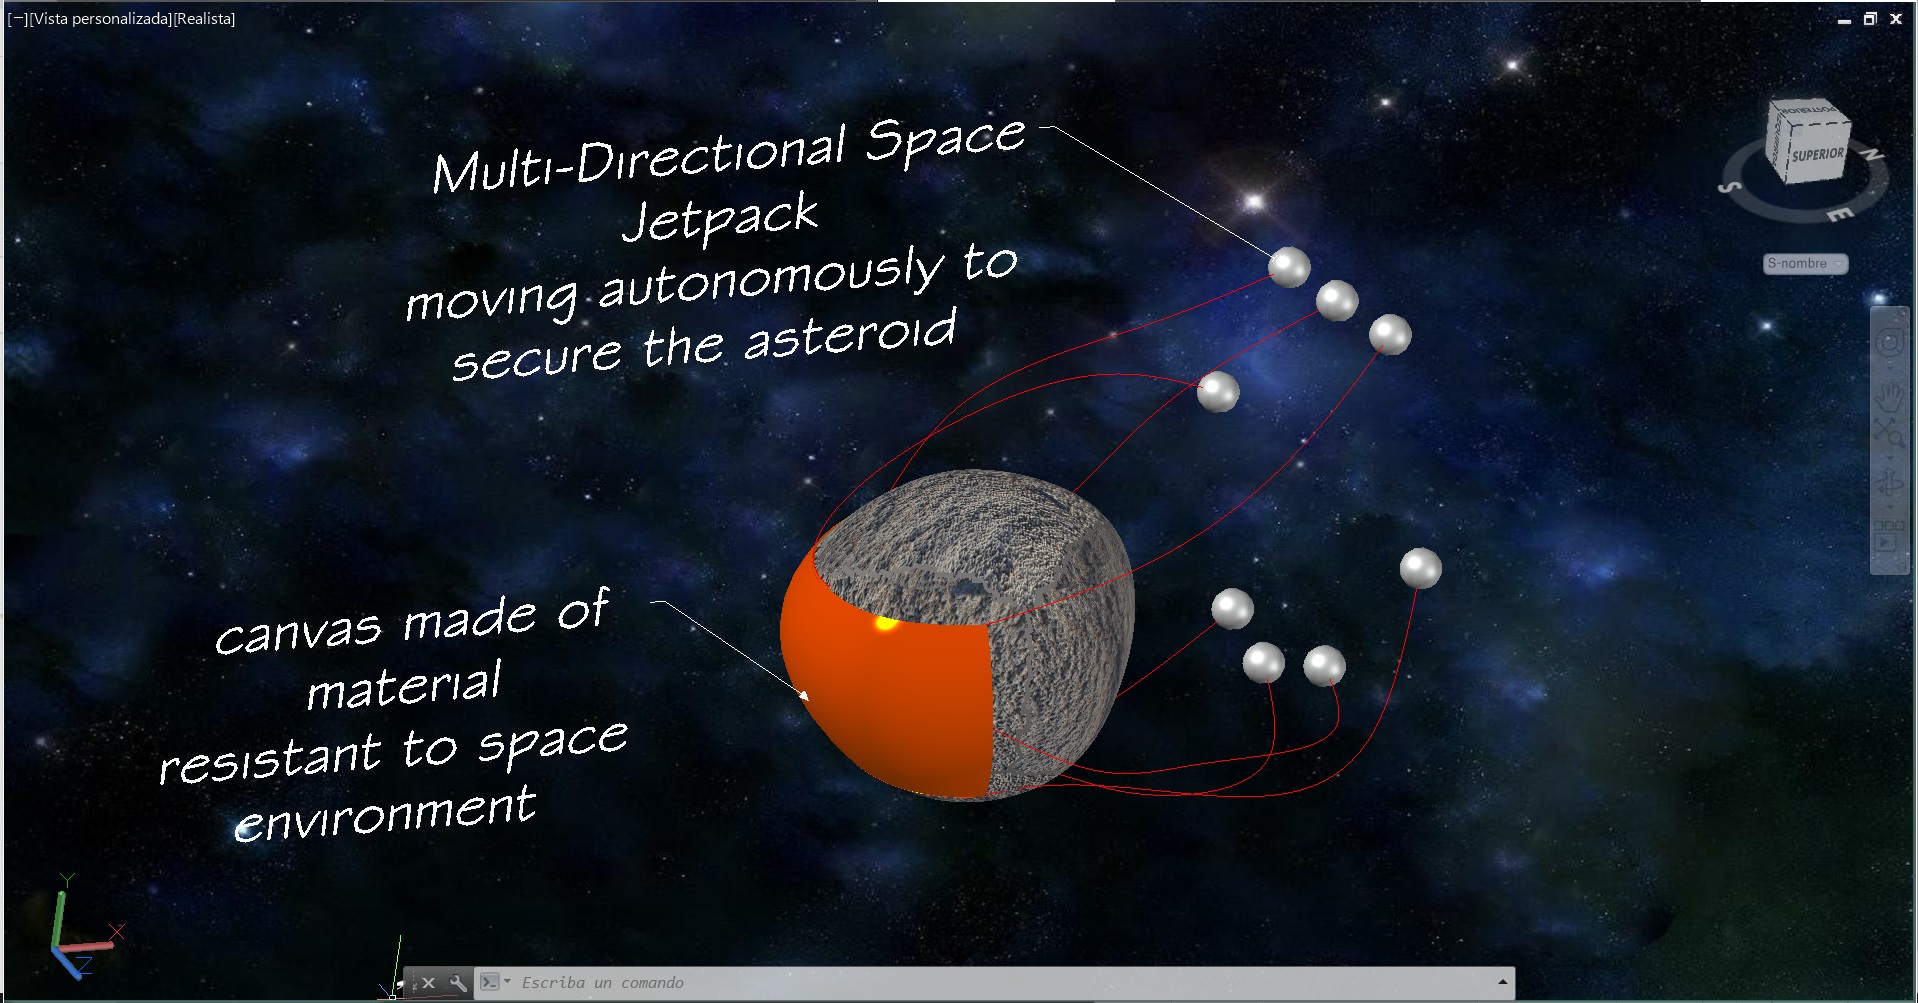 [−][Vista personalizada][Realista]
Multi-Directional Space
Jetpack
moving autonomously to
secure the asteroid
POSTERIOR
SUPERIOR
N
S
E
S-nombre
canvas made of
material
resistant to space
environment
Y
X
Z
Escriba un comando